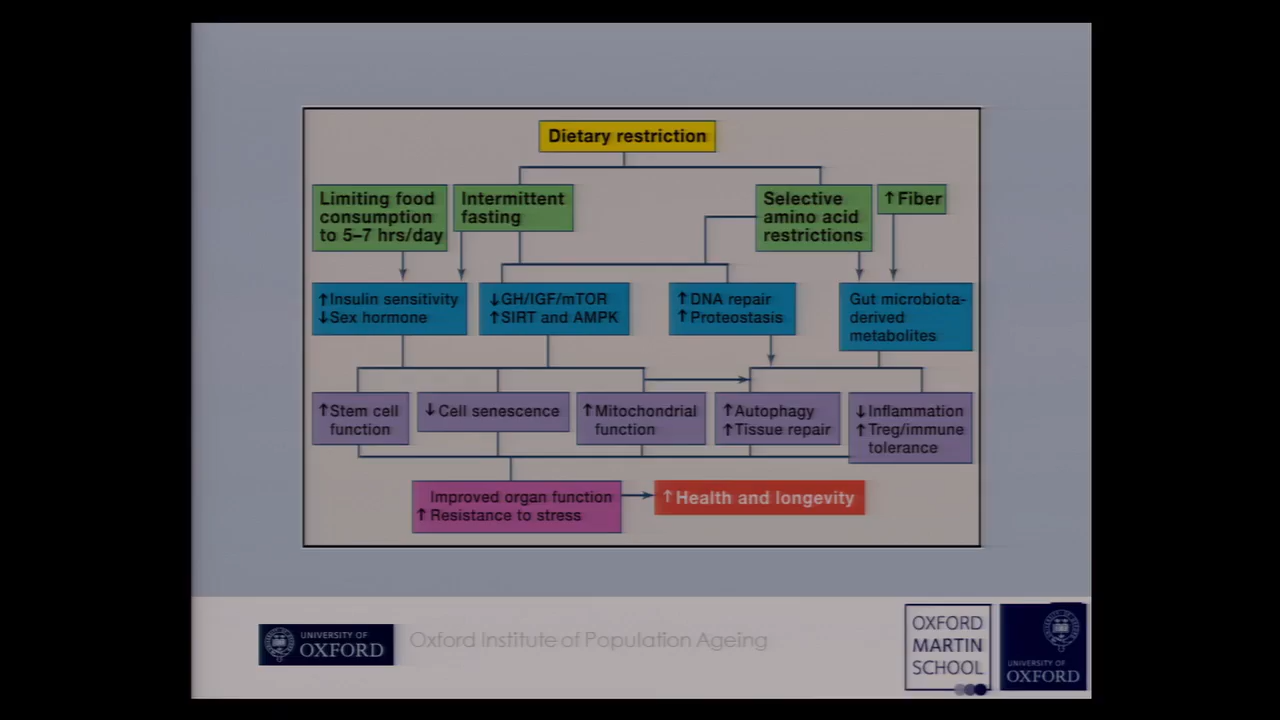 Dietary restriction
Limiting food
consumption
to 5–7 hrs/day
Intermittent
fasting
Selective
amino acid
restrictions
↑Fiber
↑Insulin sensitivity
↓Sex hormone
↓GH/IGF/mTOR
↑SIRT and AMPK
↑DNA repair
↑Proteostasis
Gut microbiota-
derived
metabolites
↑Stem cell
function
↓Cell senescence
↑Mitochondrial
function
↑Autophagy
↑Tissue repair
↓Inflammation
↑Treg/immune
tolerance
Improved organ function
↑Resistance to stress
↑Health and longevity
UNIVERSITY OF
OXFORD
Oxford Institute of Population Ageing
OXFORD
MARTIN
SCHOOL
UNIVERSITY OF
OXFORD